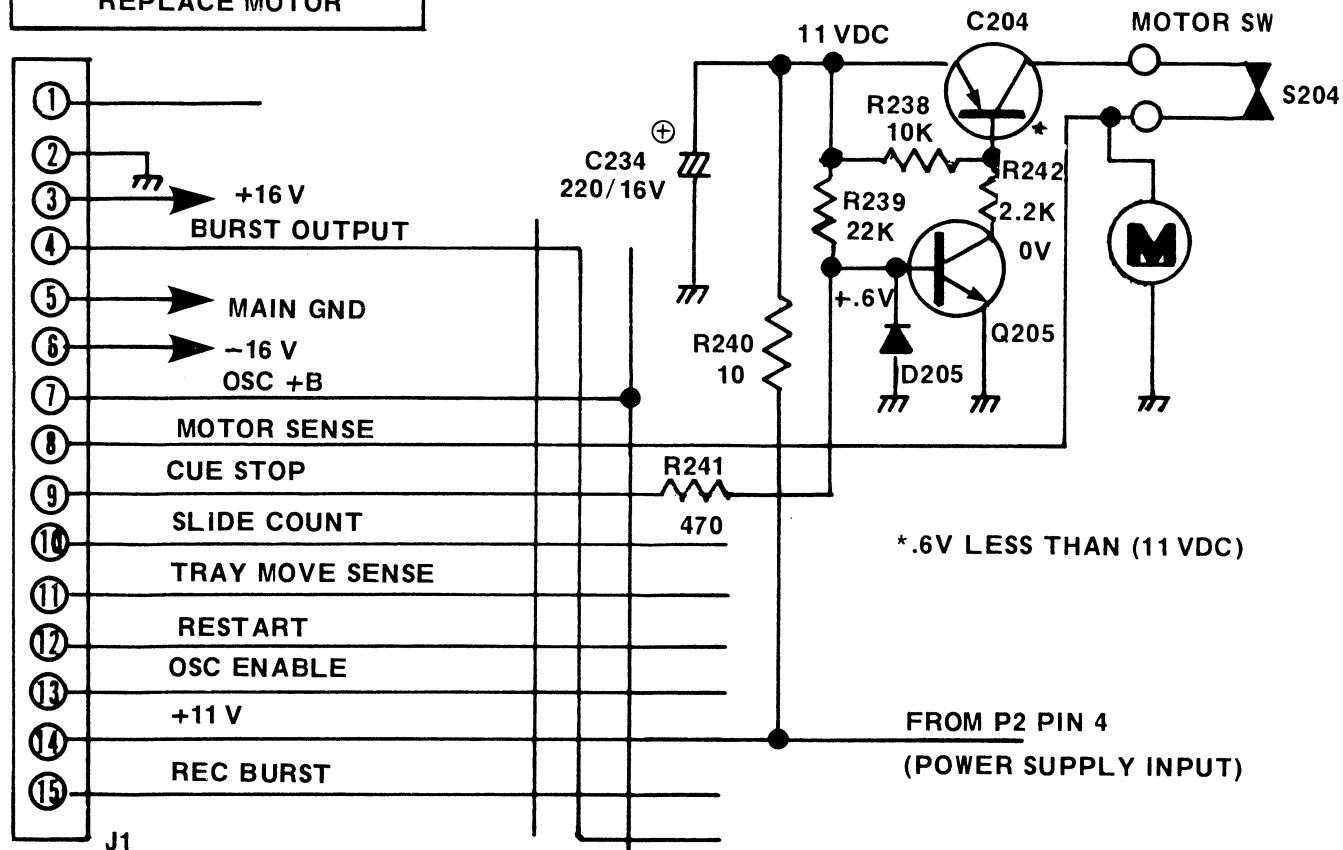 REPLACE MOTOR
C204
MOTOR SW
11 VDC
S204
R238
10K
*
C234
220/16V
R242
2.2K
0V
R239
22K
M
+.6V
Q205
R240
10
D205
1
2
3
+16 V
4
BURST OUTPUT
5
MAIN GND
6
-16 V
7
OSC +B
8
MOTOR SENSE
9
CUE STOP
R241
470
10
SLIDE COUNT
*.6V LESS THAN (11 VDC)
11
TRAY MOVE SENSE
12
RESTART
13
OSC ENABLE
14
+11 V
FROM P2 PIN 4
(POWER SUPPLY INPUT)
15
REC BURST
J1